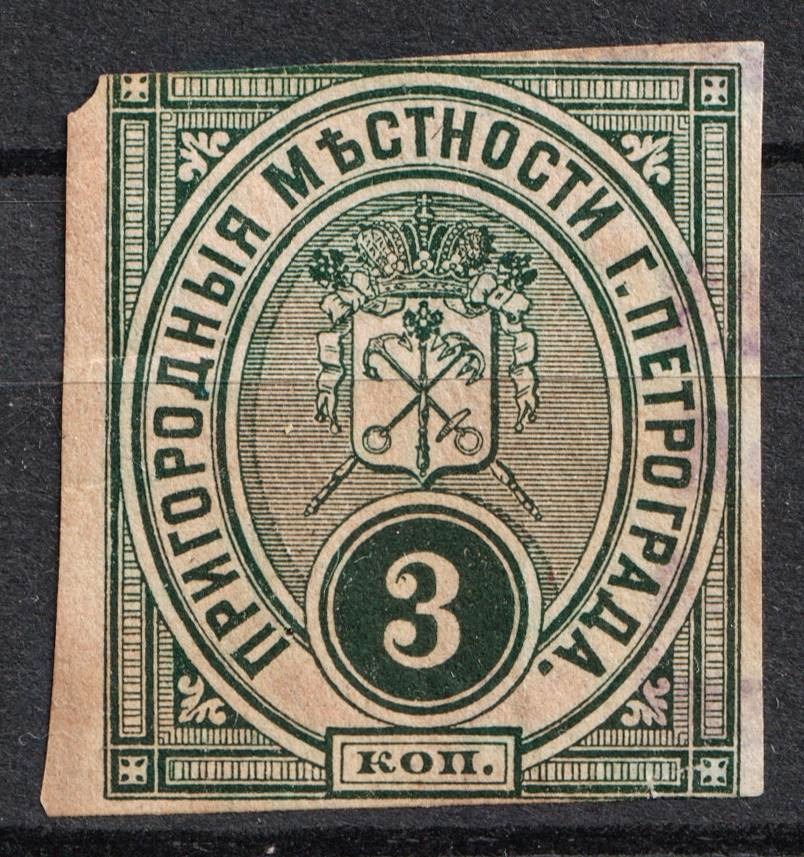 ПРИГОРОДНЫЯ МѢСТНОСТИ Г. ПЕТРОГРАДА.
3
КОП.